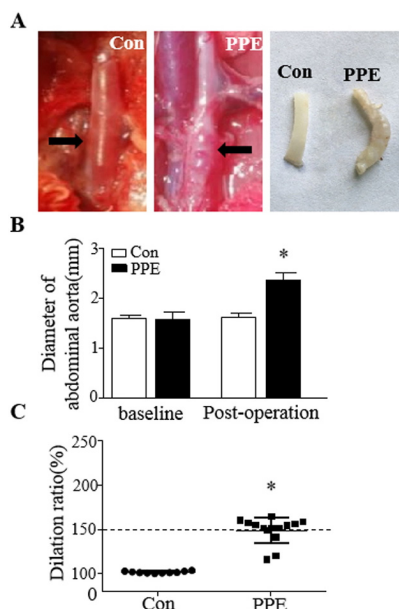 A
Con
PPE
Con
PPE
B
Diameter of
abdominal aorta(mm)
3
2
1
0
Con
PPE
*
baseline
Post-operation
C
Dilation ratio(%)
250
200
150
100
*
Con
PPE